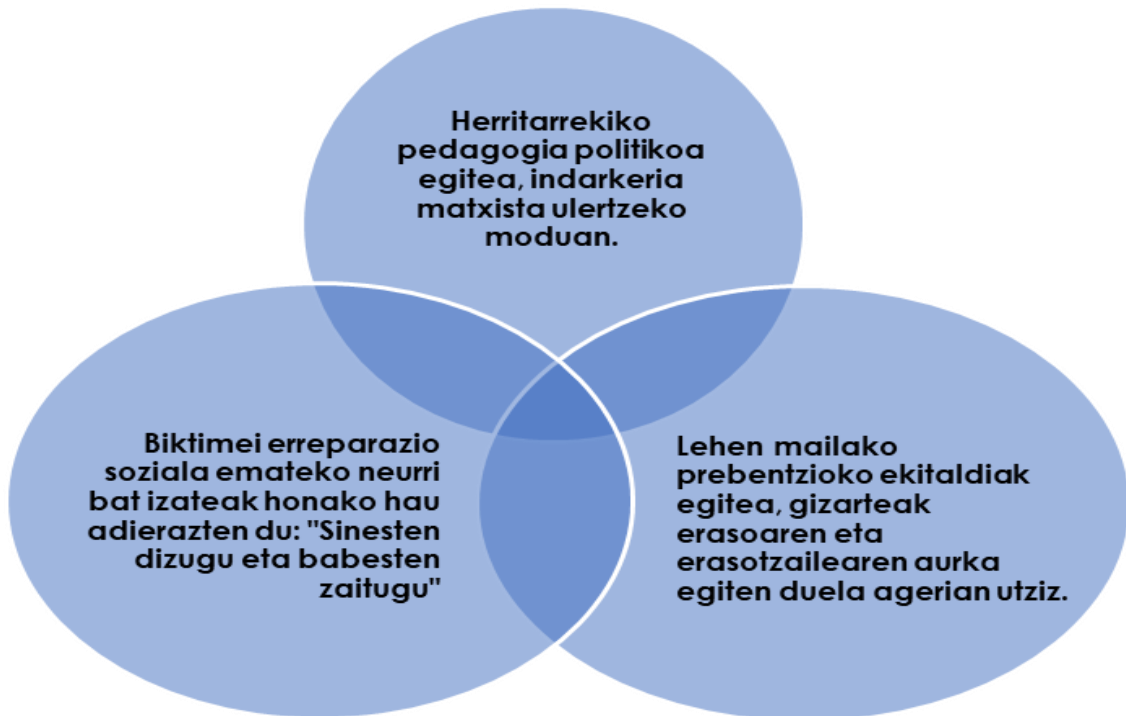 Herritarrekiko
pedagogia politikoa
egitea, indarkeria
matxista ulertzeko
moduan.
Biktimei erreparazio
soziala emateko neurri
bat izateak honako hau
adierazten du: "Sinesten
dizugu eta babesten
zaitugu"
Lehen mailako
prebentzioko ekitaldiak
egitea, gizarteak
erasoaren eta
erasotzailearen aurka
egiten duela agerian utziz.